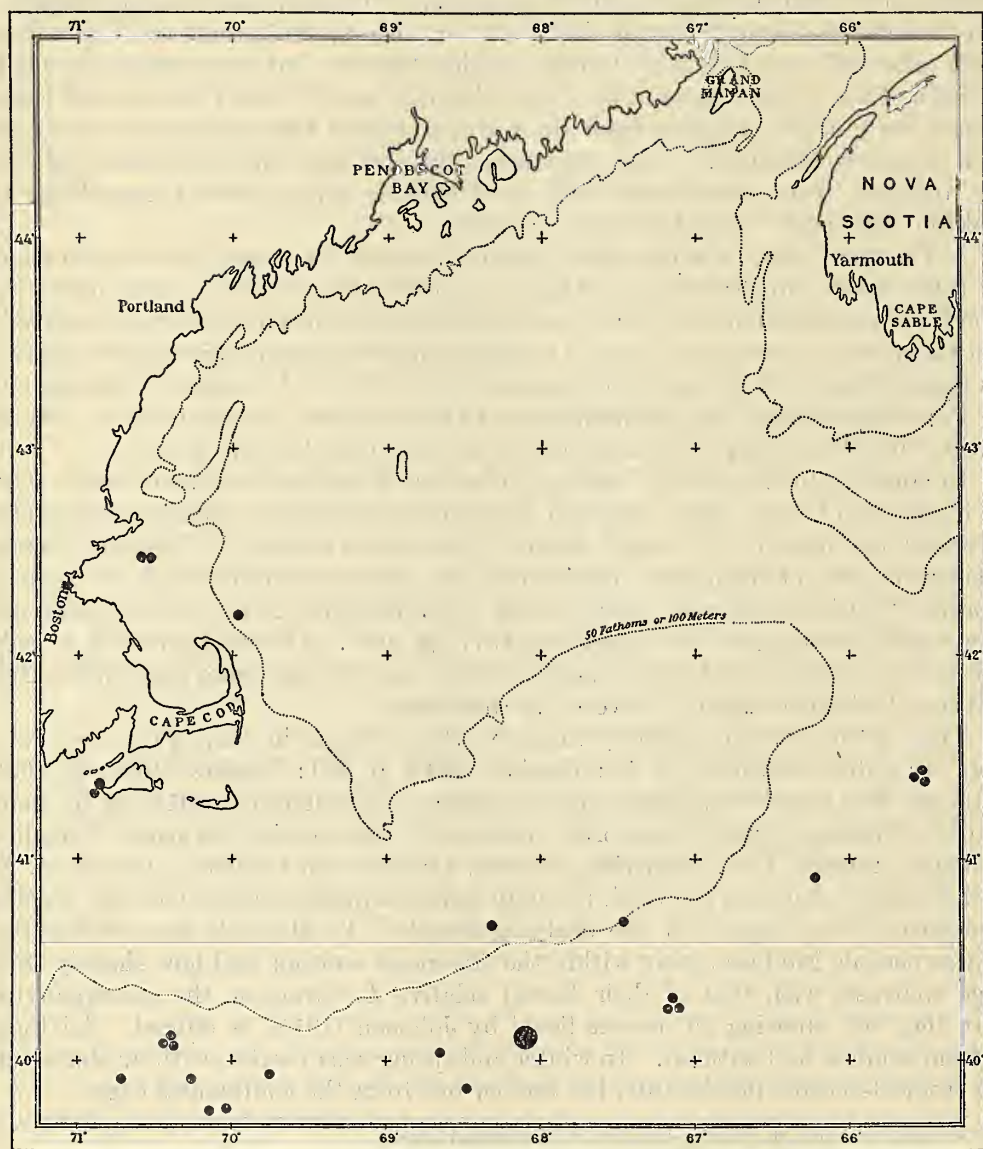 71° 70° 69° 68° 67° 66°
GRAND
MANAN
PENOBSCOT
BAY
NOVA
SCOTIA
44° 44°
Yarmouth
Portland
CAPE
SABLE
43° 43°
Boston
50 Fathoms or 100 Meters
42° 42°
CAPE COD
41° 41°
40° 40°
71° 70° 69° 68° 67° 66°